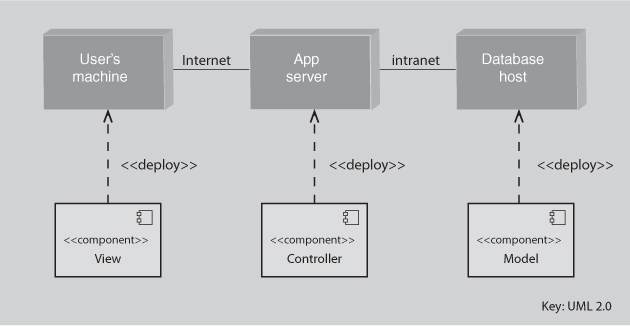 User's
machine
Internet
App
server
intranet
Database
host
<<deploy>>
<<deploy>>
<<deploy>>
<<component>>
View
<<component>>
Controller
<<component>>
Model
Key: UML 2.0